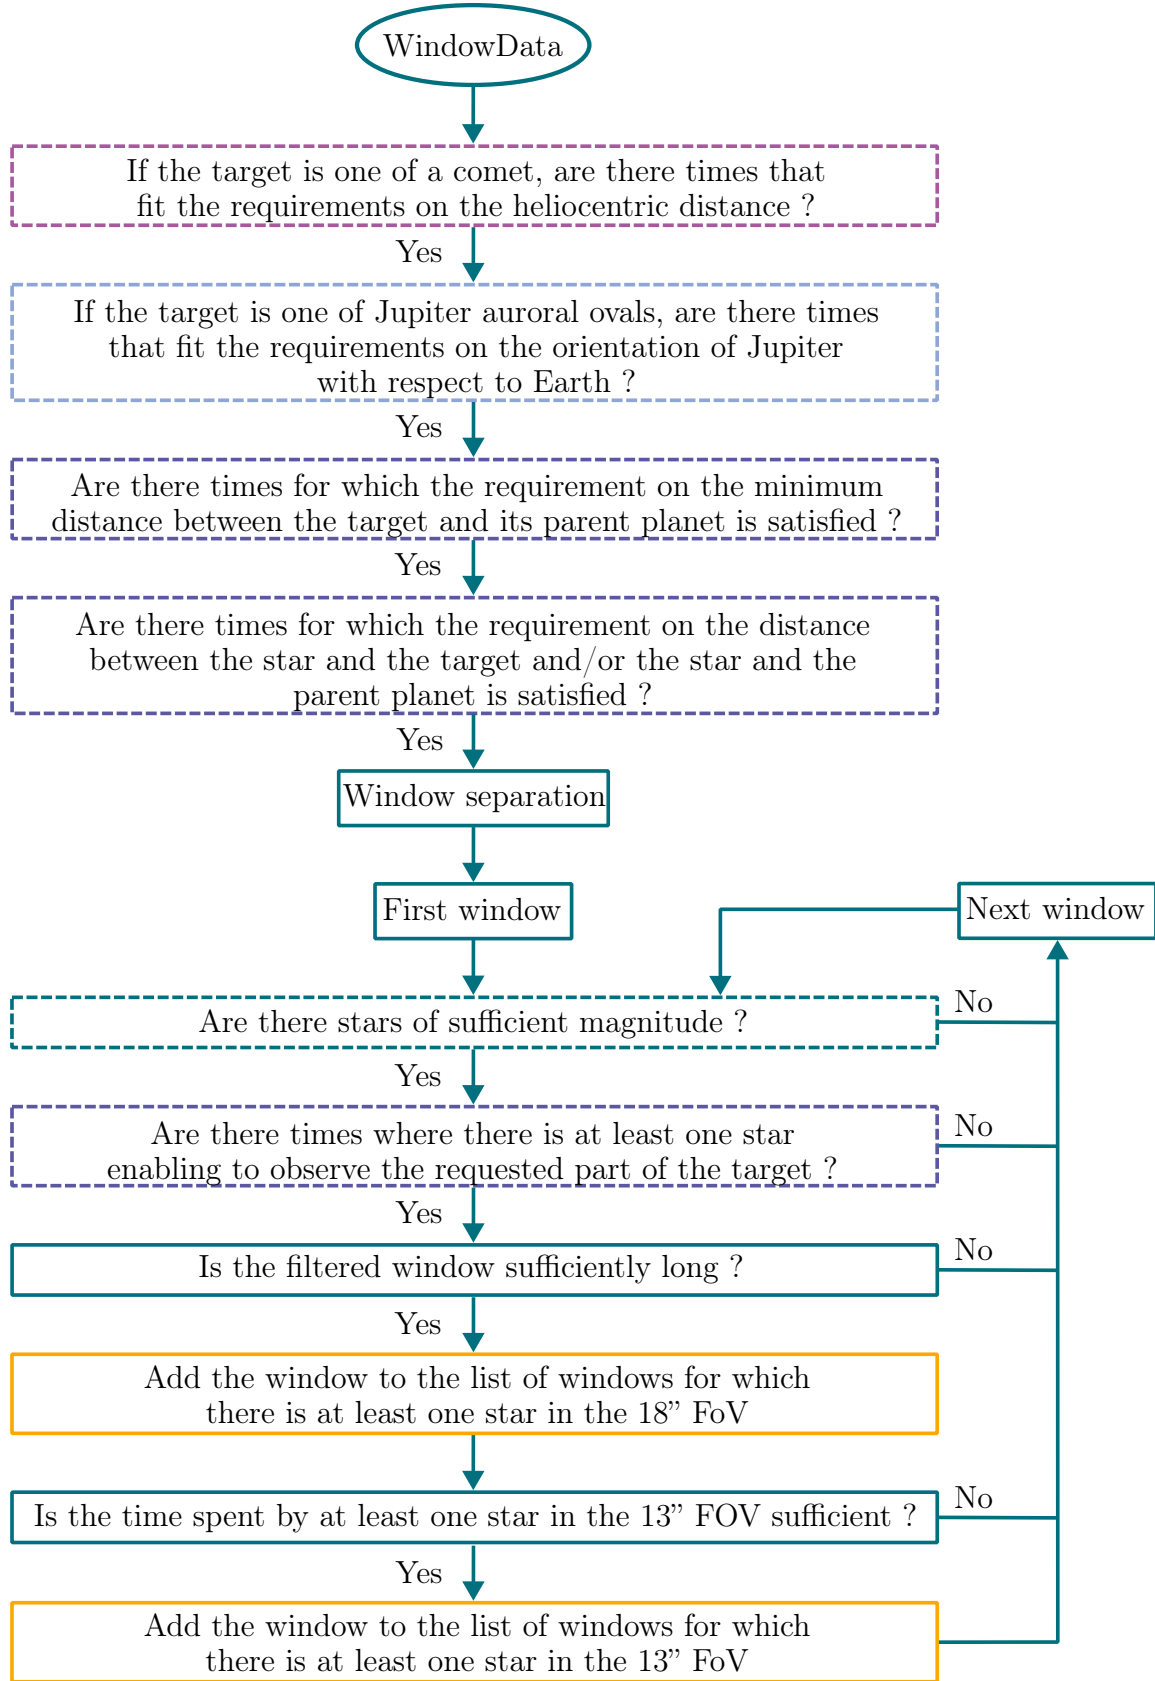 WindowData
If the target is one of a comet, are there times that
fit the requirements on the heliocentric distance ?
Yes
If the target is one of Jupiter auroral ovals, are there times
that fit the requirements on the orientation of Jupiter
with respect to Earth ?
Yes
Are there times for which the requirement on the minimum
distance between the target and its parent planet is satisfied ?
Yes
Are there times for which the requirement on the distance
between the star and the target and/or the star and the
parent planet is satisfied ?
Yes
Window separation
First window
Next window
Are there stars of sufficient magnitude ?
No
Yes
Are there times where there is at least one star
enabling to observe the requested part of the target ?
No
Yes
Is the filtered window sufficiently long ?
No
Yes
Add the window to the list of windows for which
there is at least one star in the 18” FoV
Is the time spent by at least one star in the 13” FOV sufficient ?
No
Yes
Add the window to the list of windows for which
there is at least one star in the 13” FoV